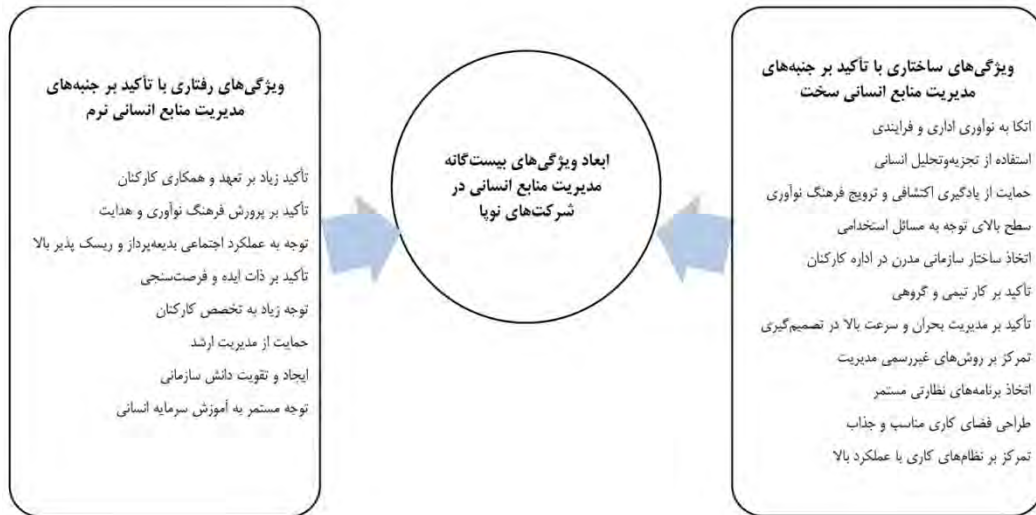 ویژگی‌های ساختاری با تأکید بر جنبه‌های
مدیریت منابع انسانی سخت
اتکا به نوآوری اداری و فرایندی
استفاده از تجزیه‌وتحلیل انسانی
حمایت از یادگیری اکتشافی و ترویج فرهنگ نوآوری
سطح بالای توجه به مسائل استخدامی
اتخاذ ساختار سازمانی مدرن در اداره کارکنان
تأکید بر کار تیمی و گروهی
تأکید بر مدیریت بحران و سرعت بالا در تصمیم‌گیری
تمرکز بر روش‌های غیررسمی مدیریت
اتخاذ برنامه‌های نظارتی مستمر
طراحی فضای کاری مناسب و جذاب
تمرکز بر نظام‌های کاری با عملکرد بالا
ابعاد ویژگی‌های بیست‌گانه
مدیریت منابع انسانی در
شرکت‌های نوپا
ویژگی‌های رفتاری با تأکید بر جنبه‌های
مدیریت منابع انسانی نرم
تأکید زیاد بر تعهد و همکاری کارکنان
تأکید بر پرورش فرهنگ نوآوری و هدایت
توجه به عملکرد اجتماعی بدیعه‌پرداز و ریسک پذیر بالا
تأکید بر ذات ایده و فرصت‌سنجی
توجه زیاد به تخصص کارکنان
حمایت از مدیریت ارشد
ایجاد و تقویت دانش سازمانی
توجه مستمر به آموزش سرمایه انسانی